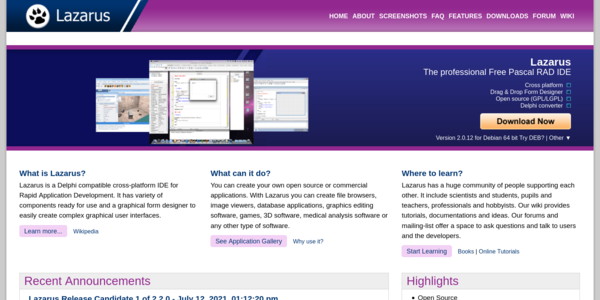 Lazarus
HOME ABOUT SCREENSHOTS FAQ FEATURES DOWNLOADS FORUM WIKI
Lazarus
The professional Free Pascal RAD IDE
Cross platform
Drag & Drop Form Designer
Open source (GPL/LGPL)
Delphi converter
Download Now
Version 2.0.12 for Debian 64 bit Try DEB? | Other ▼
What is Lazarus?
Lazarus is a Delphi compatible cross-platform IDE for
Rapid Application Development. It has variety of
components ready for use and a graphical form designer to
easily create complex graphical user interfaces.
Learn more... Wikipedia
What can it do?
You can create your own open source or commercial
applications. With Lazarus you can create file browsers,
image viewers, database applications, graphics editing
software, games, 3D software, medical analysis software or
any other type of software.
See Application Gallery Why use it?
Where to learn?
Lazarus has a huge community of people supporting each
other. It include scientists and students, pupils and
teachers, professionals and hobbyists. Our wiki provides
tutorials, documentations and ideas. Our forums and
mailing-list offer a space to ask questions and talk to users
and the developers.
Start Learning Books | Online Tutorials
Recent Announcements
Lazarus Release Candidate 1 of 2.2.0 - July 12, 2021, 01:12:20 pm
Highlights
Open Source